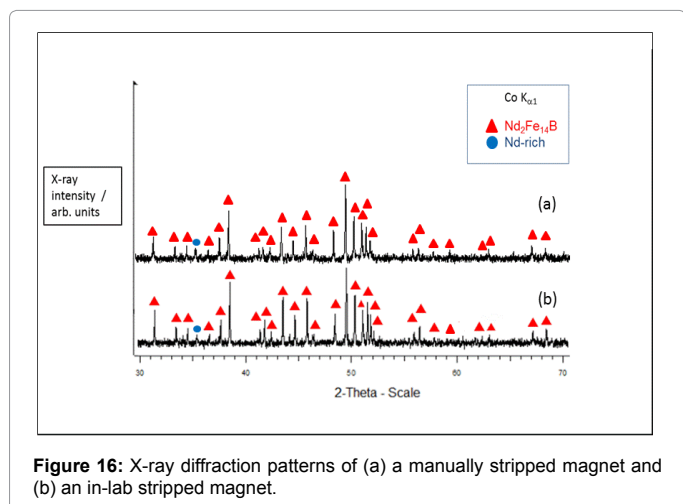 Co Kα1
Nd2Fe14B
Nd-rich
X-ray
intensity /
arb. units
(a)
(b)
30 40 50 60 70
2-Theta - Scale
Figure 16: X-ray diffraction patterns of (a) a manually stripped magnet and
(b) an in-lab stripped magnet.